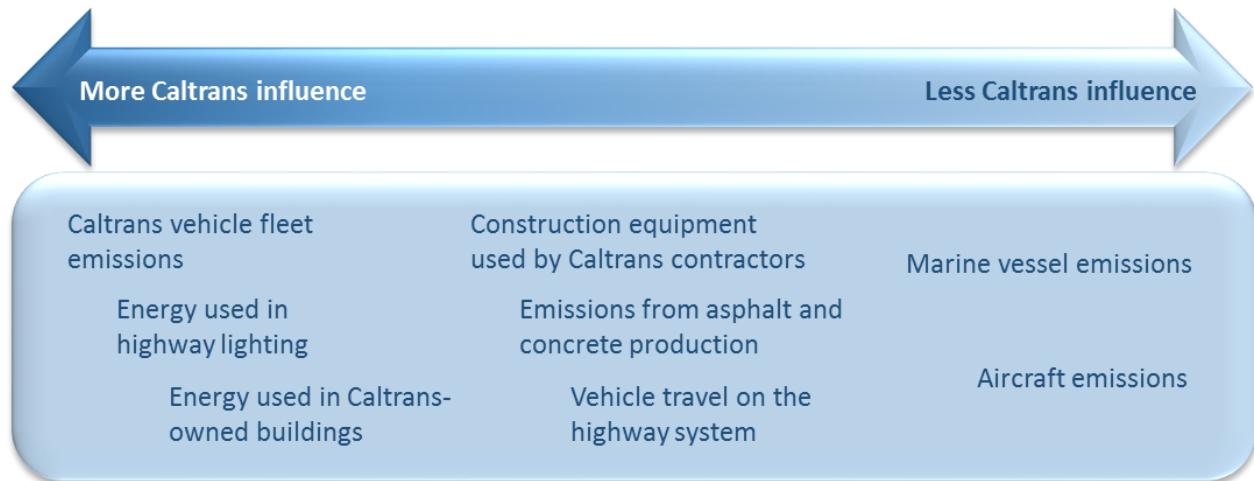 More Caltrans influence
Less Caltrans influence
Caltrans vehicle fleet
emissions
Energy used in
highway lighting
Energy used in Caltrans-
owned buildings
Construction equipment
used by Caltrans contractors
Emissions from asphalt and
concrete production
Vehicle travel on the
highway system
Marine vessel emissions
Aircraft emissions